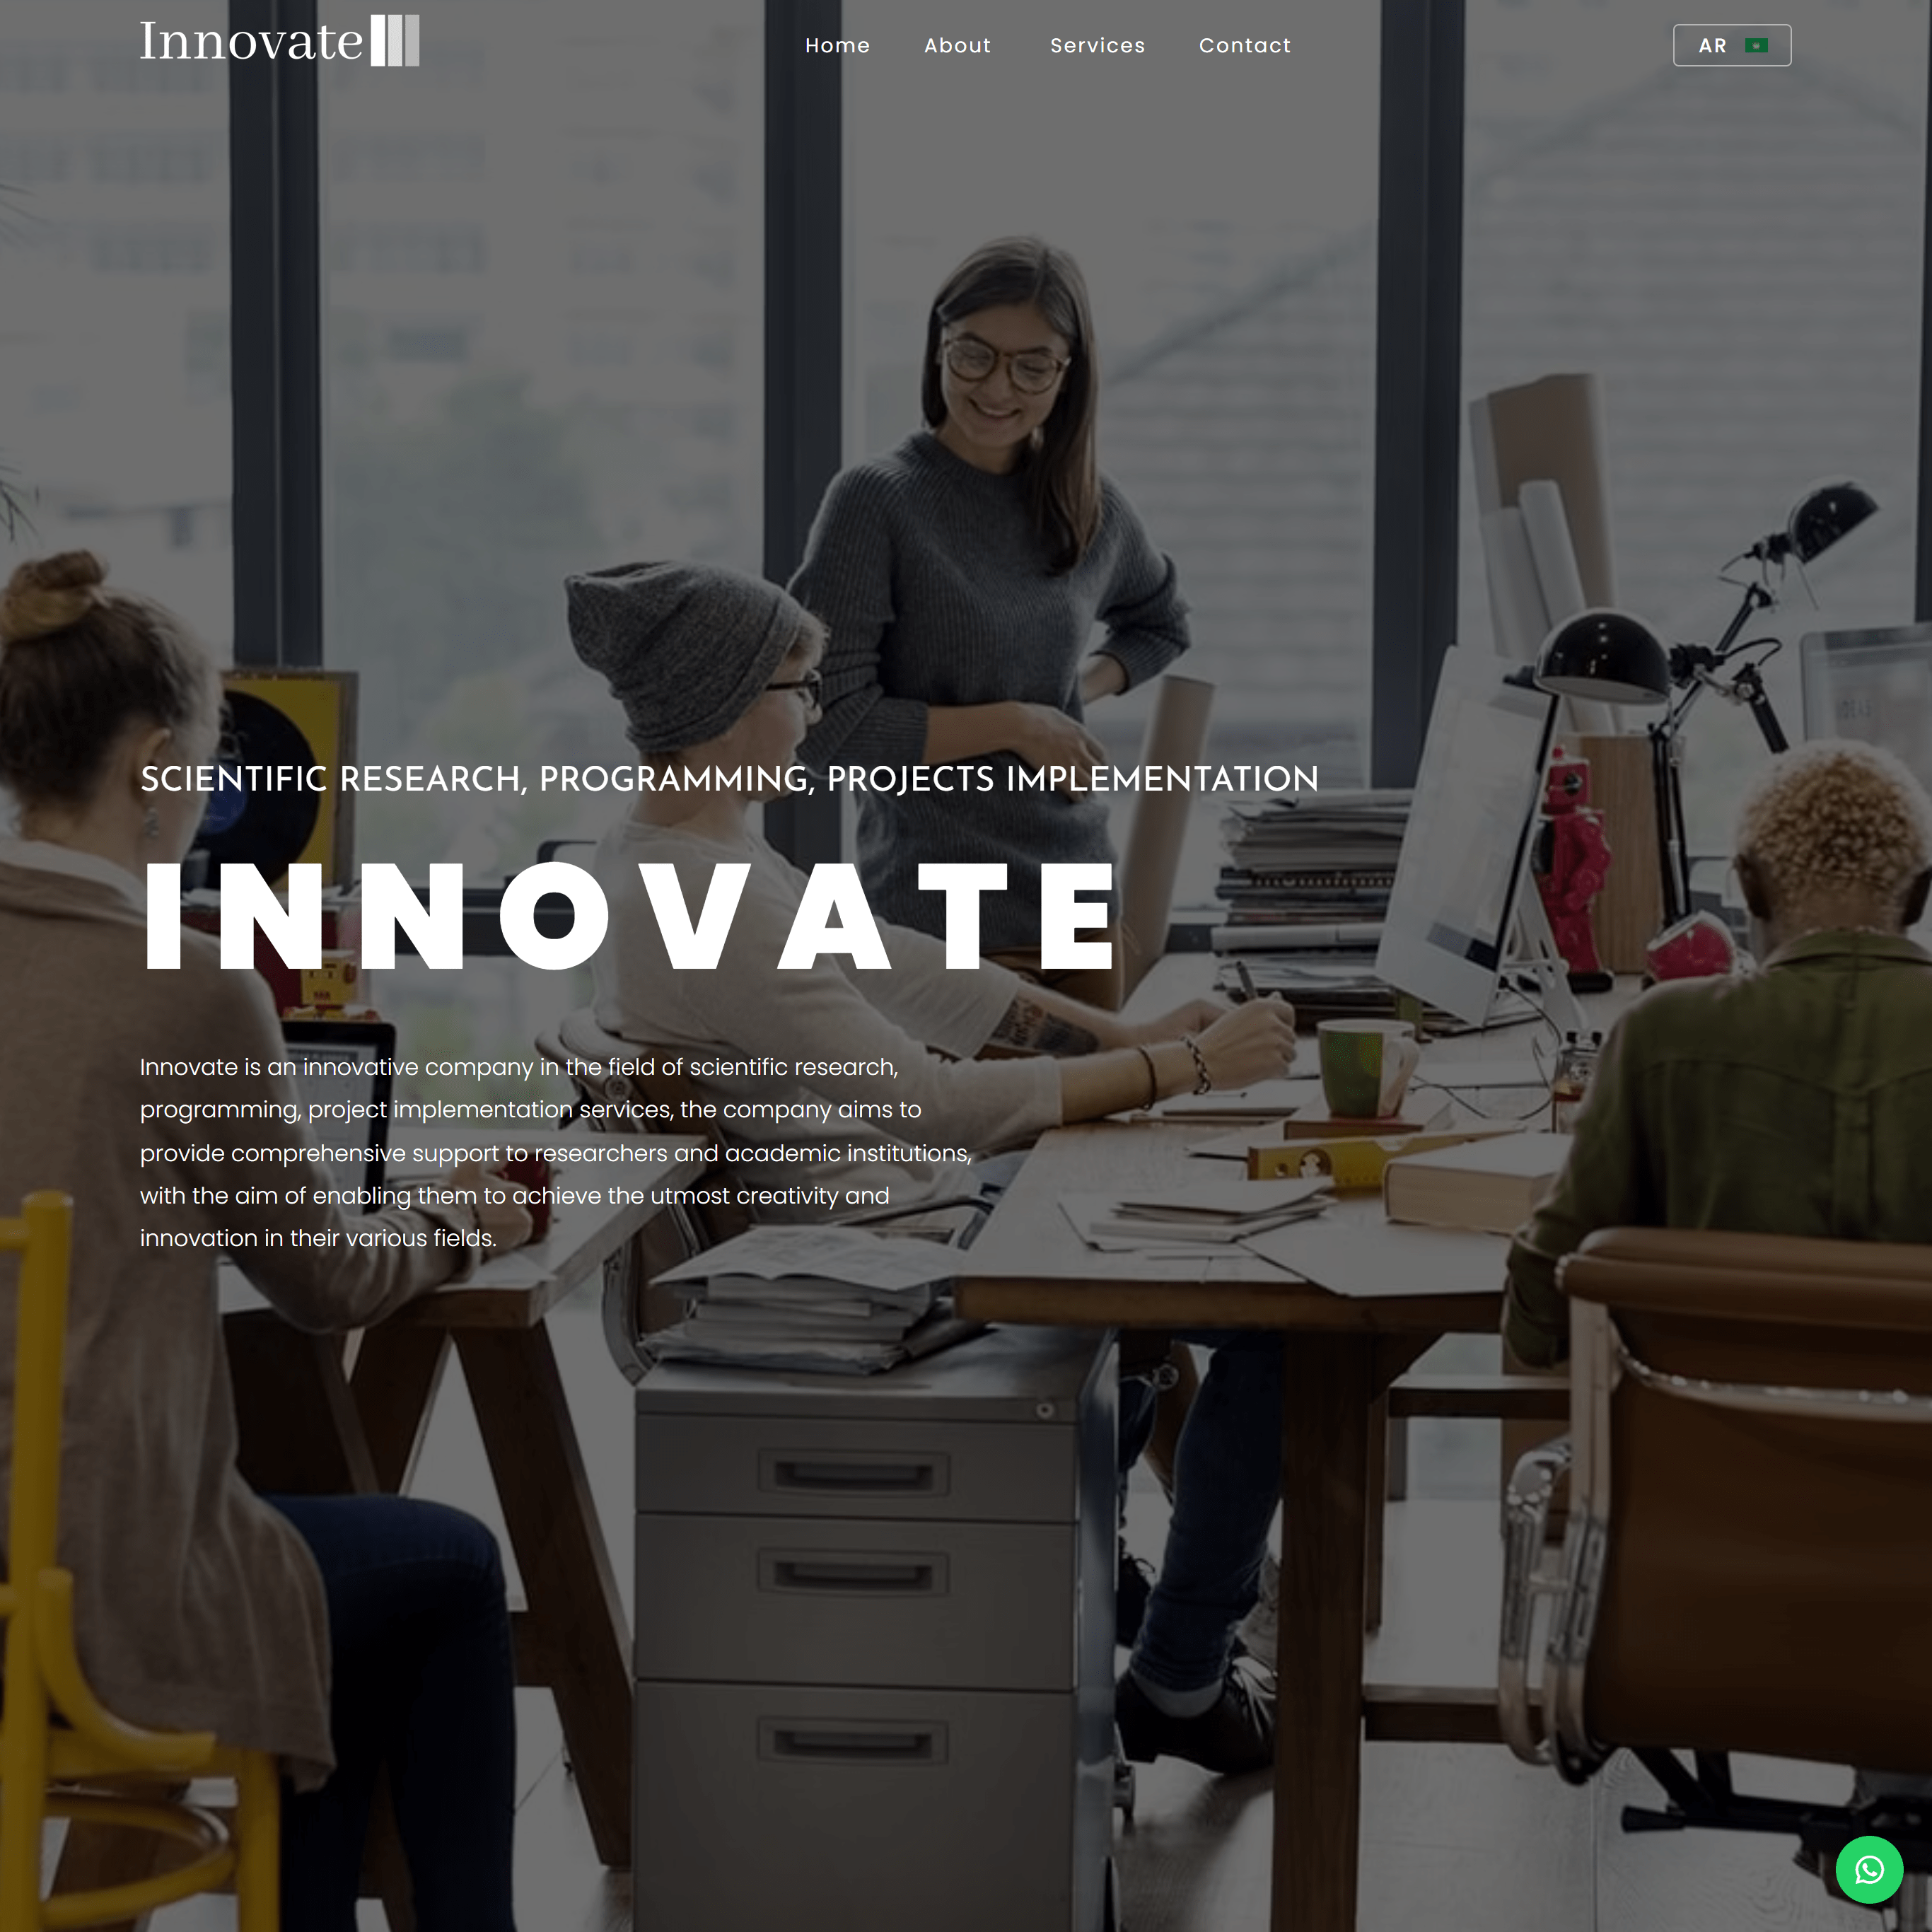 Innovate
Home About Services Contact
AR
SCIENTIFIC RESEARCH, PROGRAMMING, PROJECTS IMPLEMENTATION
INNOVATE
Innovate is an innovative company in the field of scientific research,
programming, project implementation services, the company aims to
provide comprehensive support to researchers and academic institutions,
with the aim of enabling them to achieve the utmost creativity and
innovation in their various fields.